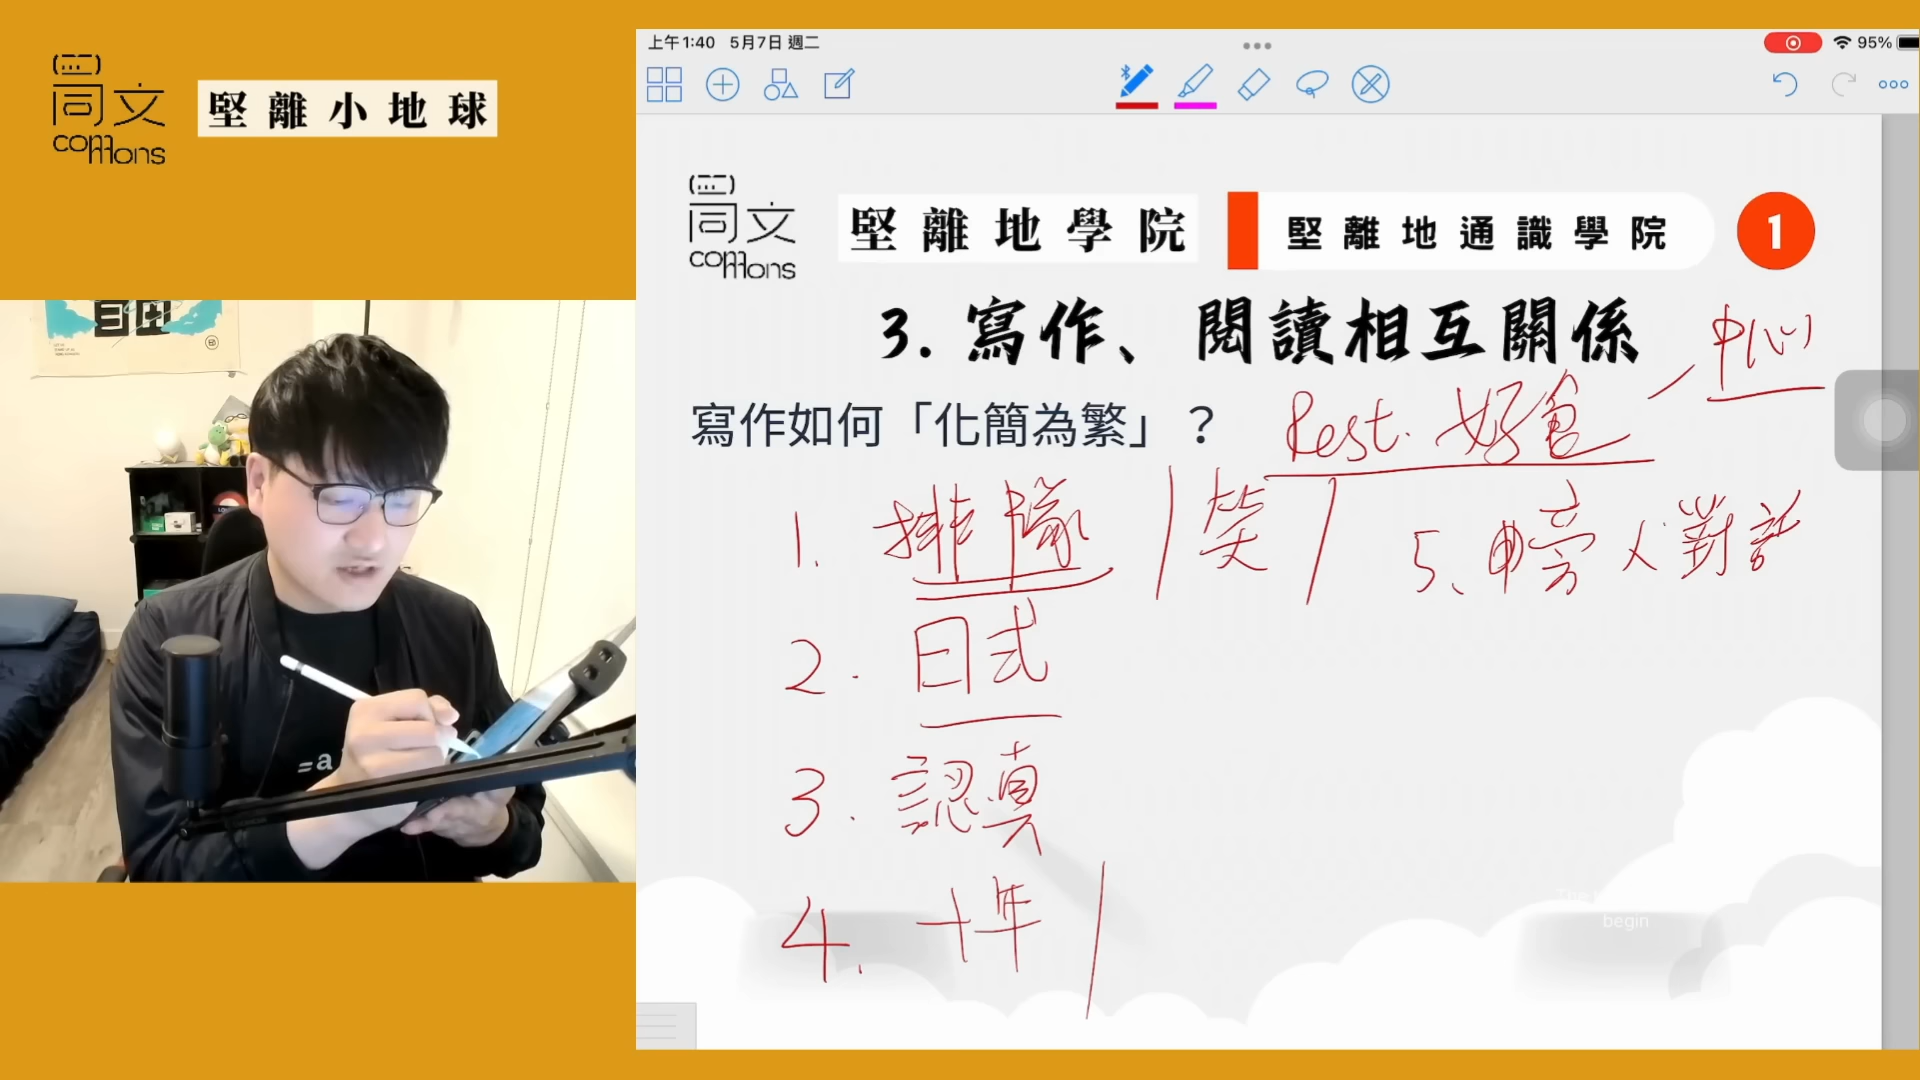 同文
commons
堅離小地球
上午1:40 5月7日 週二
95%
同文
commons
堅離地學院
堅離地通識學院
1
3. 寫作、閱讀相互關係
中心
寫作如何「化簡為繁」？
Rest. 好食
1. 排隊 笑
5. 旁人對話
2. 日式
3. 認真
4. 十年
begin
=a